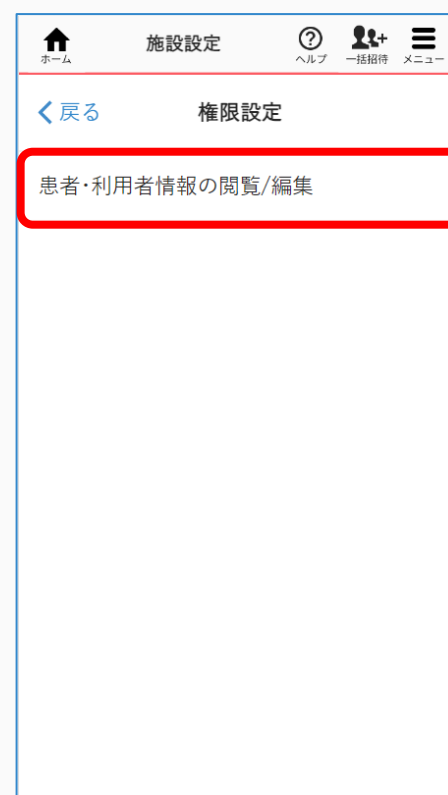 施設設定
ホーム
ヘルプ
一括招待
メニュー
戻る
権限設定
患者・利用者情報の閲覧/編集